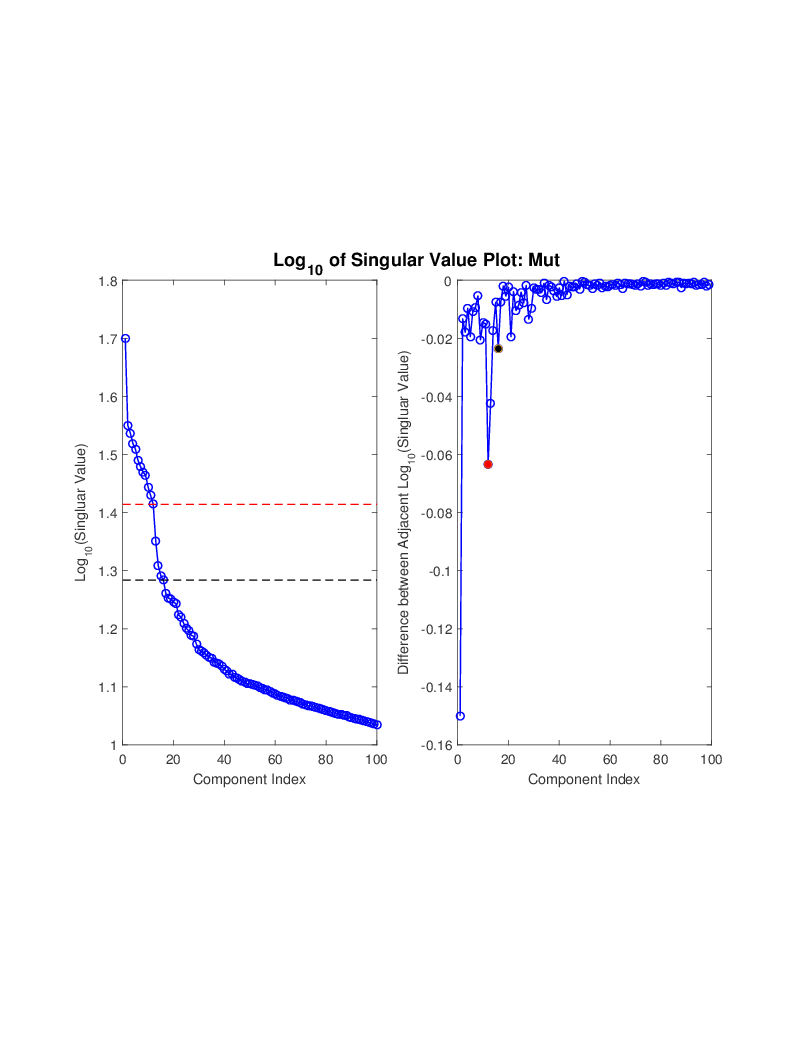 Log10 of Singular Value Plot: Mut
Log10(Singluar Value)
1.8
1.7
1.6
1.5
1.4
1.3
1.2
1.1
1
0 20 40 60 80 100
Component Index
Difference between Adjacent Log10(Singluar Value)
0
-0.02
-0.04
-0.06
-0.08
-0.1
-0.12
-0.14
-0.16
0 20 40 60 80 100
Component Index